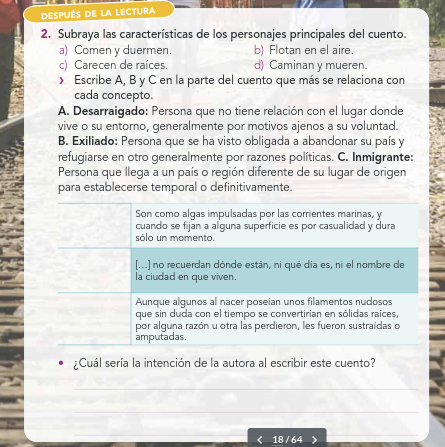 DESPUÉS DE LA LECTURA
2. Subraya las características de los personajes principales del cuento.
a) Comen y duermen.
b) Flotan en el aire.
c) Carecen de raíces.
d) Caminan y mueren.
› Escribe A, B y C en la parte del cuento que más se relaciona con
cada concepto.
A. Desarraigado: Persona que no tiene relación con el lugar donde
vive o su entorno, generalmente por motivos ajenos a su voluntad.
B. Exiliado: Persona que se ha visto obligada a abandonar su país y
refugiarse en otro generalmente por razones políticas. C. Inmigrante:
Persona que llega a un país o región diferente de su lugar de origen
para establecerse temporal o definitivamente.
Son como algas impulsadas por las corrientes marinas, y
cuando se fijan a alguna superficie es por casualidad y dura
sólo un momento.
[...] no recuerdan dónde están, ni qué día es, ni el nombre de
la ciudad en que viven.
Aunque algunos al nacer poseían unos filamentos nudosos
que sin duda con el tiempo se convertirían en sólidas raíces,
por alguna razón u otra las perdieron, les fueron sustraídas o
amputadas.
• ¿Cuál sería la intención de la autora al escribir este cuento?
< 18 / 64 >